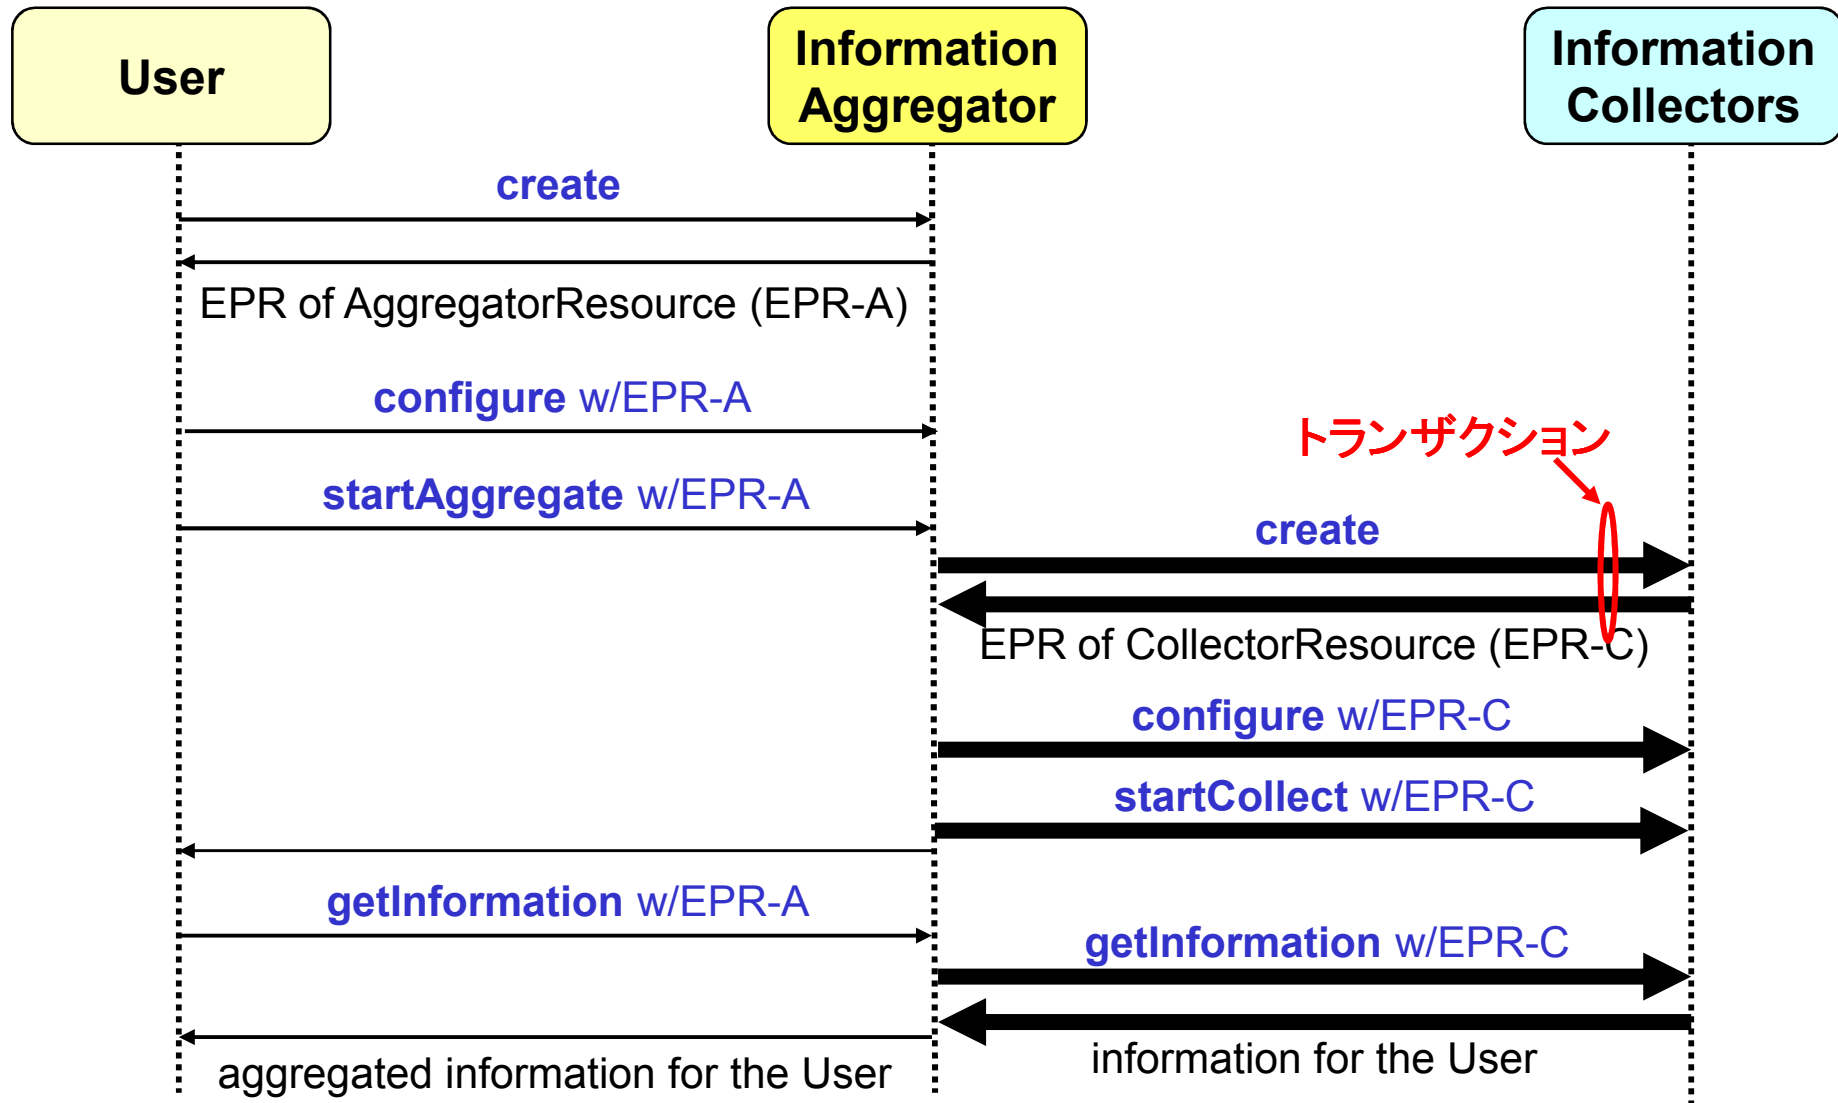 User
Information
Aggregator
Information
Collectors
create
EPR of AggregatorResource (EPR-A)
configure w/EPR-A
トランザクション
startAggregate w/EPR-A
create
EPR of CollectorResource (EPR-C)
configure w/EPR-C
startCollect w/EPR-C
getInformation w/EPR-A
getInformation w/EPR-C
information for the User
aggregated information for the User